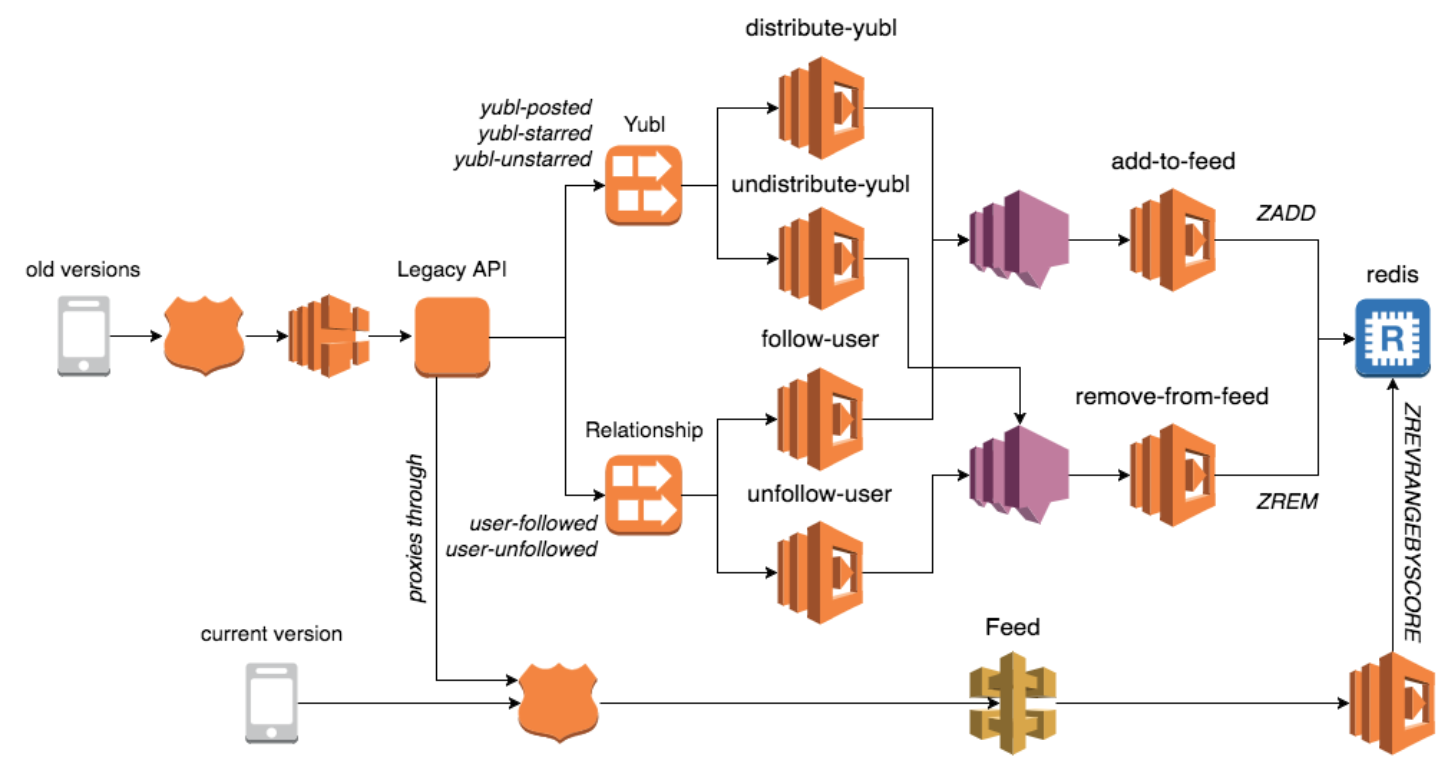 distribute-yubl
yubl-posted
yubl-starred
yubl-unstarred
Yubl
undistribute-yubl
add-to-feed
ZADD
old versions
Legacy API
redis
R
follow-user
remove-from-feed
Relationship
unfollow-user
ZREM
user-followed
user-unfollowed
proxies through
ZREVRANGEBYSCORE
current version
Feed